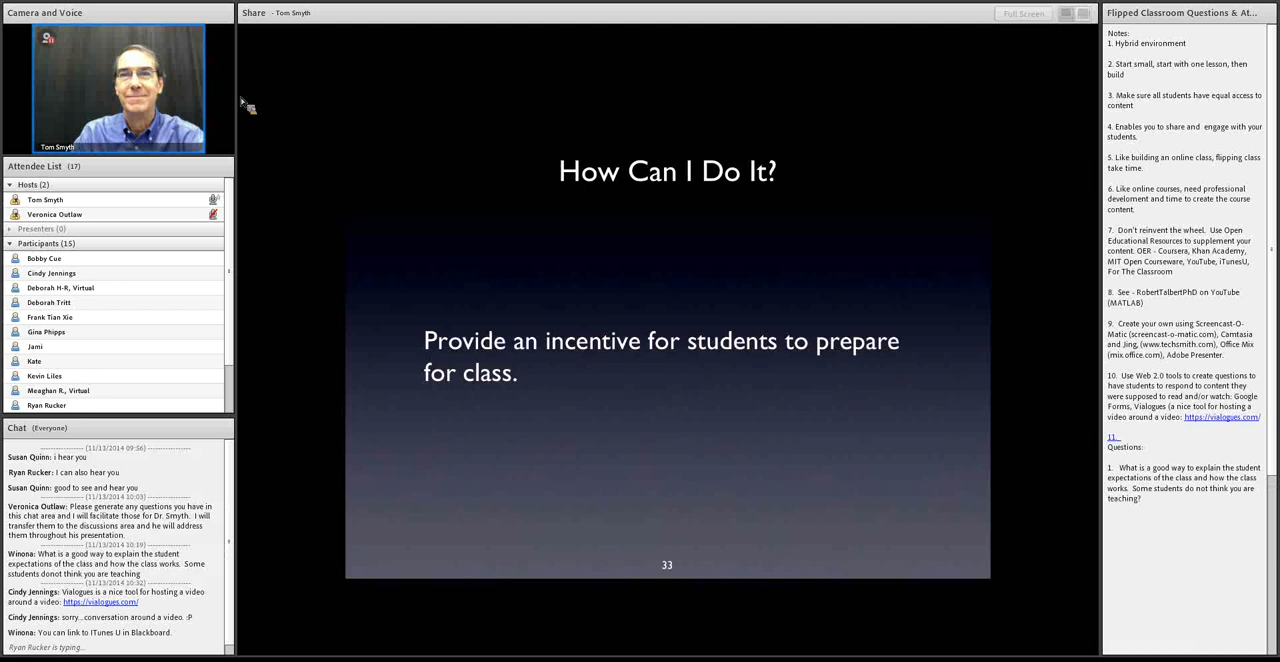 Camera and Voice
Tom Smyth
Attendee List (17)
Hosts (2)
Tom Smyth
Veronica Outlaw
Presenters (0)
Participants (15)
Bobby Cue
Cindy Jennings
Deborah H-R, Virtual
Deborah Tritt
Frank Tian Xie
Gina Phipps
Jami
Kate
Kevin Liles
Meaghan R., Virtual
Ryan Rucker
Chat (Everyone)
------------------ (11/13/2014 09:56) ------------------
Susan Quinn: i hear you
Ryan Rucker: I can also hear you
Susan Quinn: good to see and hear you
------------------ (11/13/2014 10:03) ------------------
Veronica Outlaw: Please generate any questions you have in
this chat area and I will facilitate those for Dr. Smyth. I will
transfer them to the discussions area and he will address
them throughout his presentation.
------------------ (11/13/2014 10:19) ------------------
Winona: What is a good way to explain the student
expectations of the class and how the class works. Some
sstudents donot think you are teaching
------------------ (11/13/2014 10:32) ------------------
Cindy Jennings: Vialogues is a nice tool for hosting a video
around a video: https://vialogues.com/
Cindy Jennings: sorry...conversation around a video. :P
Winona: You can link to ITunes U in Blackboard.
Ryan Rucker is typing...
Share - Tom Smyth
Full Screen
How Can I Do It?
Provide an incentive for students to prepare
for class.
33
Flipped Classroom Questions & At...
Notes:
1. Hybrid environment
2. Start small, start with one lesson, then
build
3. Make sure all students have equal access to
content
4. Enables you to share and engage with your
students.
5. Like building an online class, flipping class
take time.
6. Like online courses, need professional
develoment and time to create the course
content.
7. Don't reinvent the wheel. Use Open
Educational Resources to supplement your
content. OER - Coursera, Khan Academy,
MIT Open Courseware, YouTube, iTunesU,
For The Classroom
8. See - RobertTalbertPhD on YouTube
(MATLAB)
9. Create your own using Screencast-O-
Matic (screencast-o-matic.com), Camtasia
and Jing, (www.techsmith.com), Office Mix
(mix.office.com), Adobe Presenter.
10. Use Web 2.0 tools to create questions to
have students to respond to content they
were supposed to read and/or watch: Google
Forms, Vialogues (a nice tool for hosting a
video around a video: https://vialogues.com/
11.
Questions:
1. What is a good way to explain the student
expectations of the class and how the class
works. Some students do not think you are
teaching?